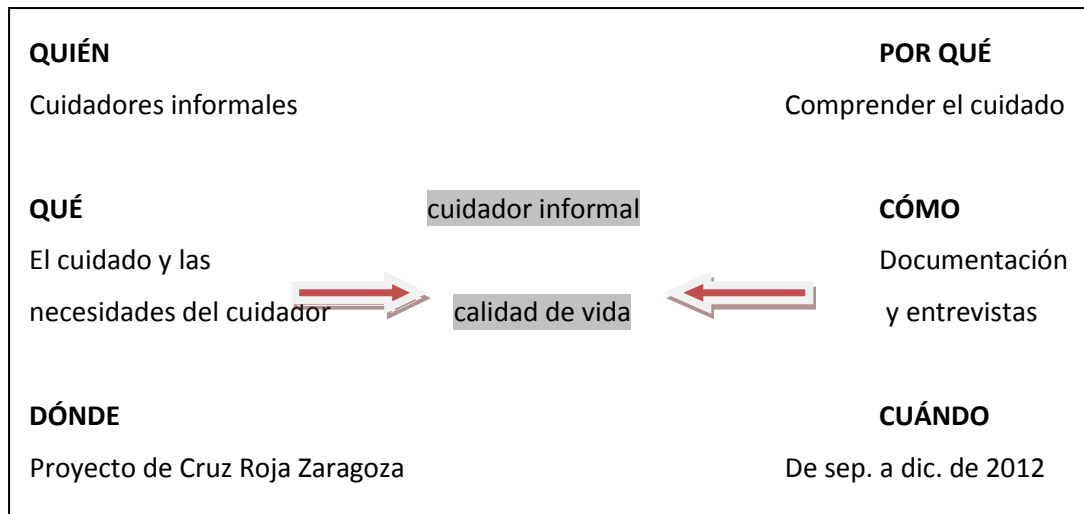 QUIÉN
Cuidadores informales
POR QUÉ
Comprender el cuidado
QUÉ
El cuidado y las
necesidades del cuidador
cuidador informal
calidad de vida
CÓMO
Documentación
y entrevistas
DÓNDE
Proyecto de Cruz Roja Zaragoza
CUÁNDO
De sep. a dic. de 2012